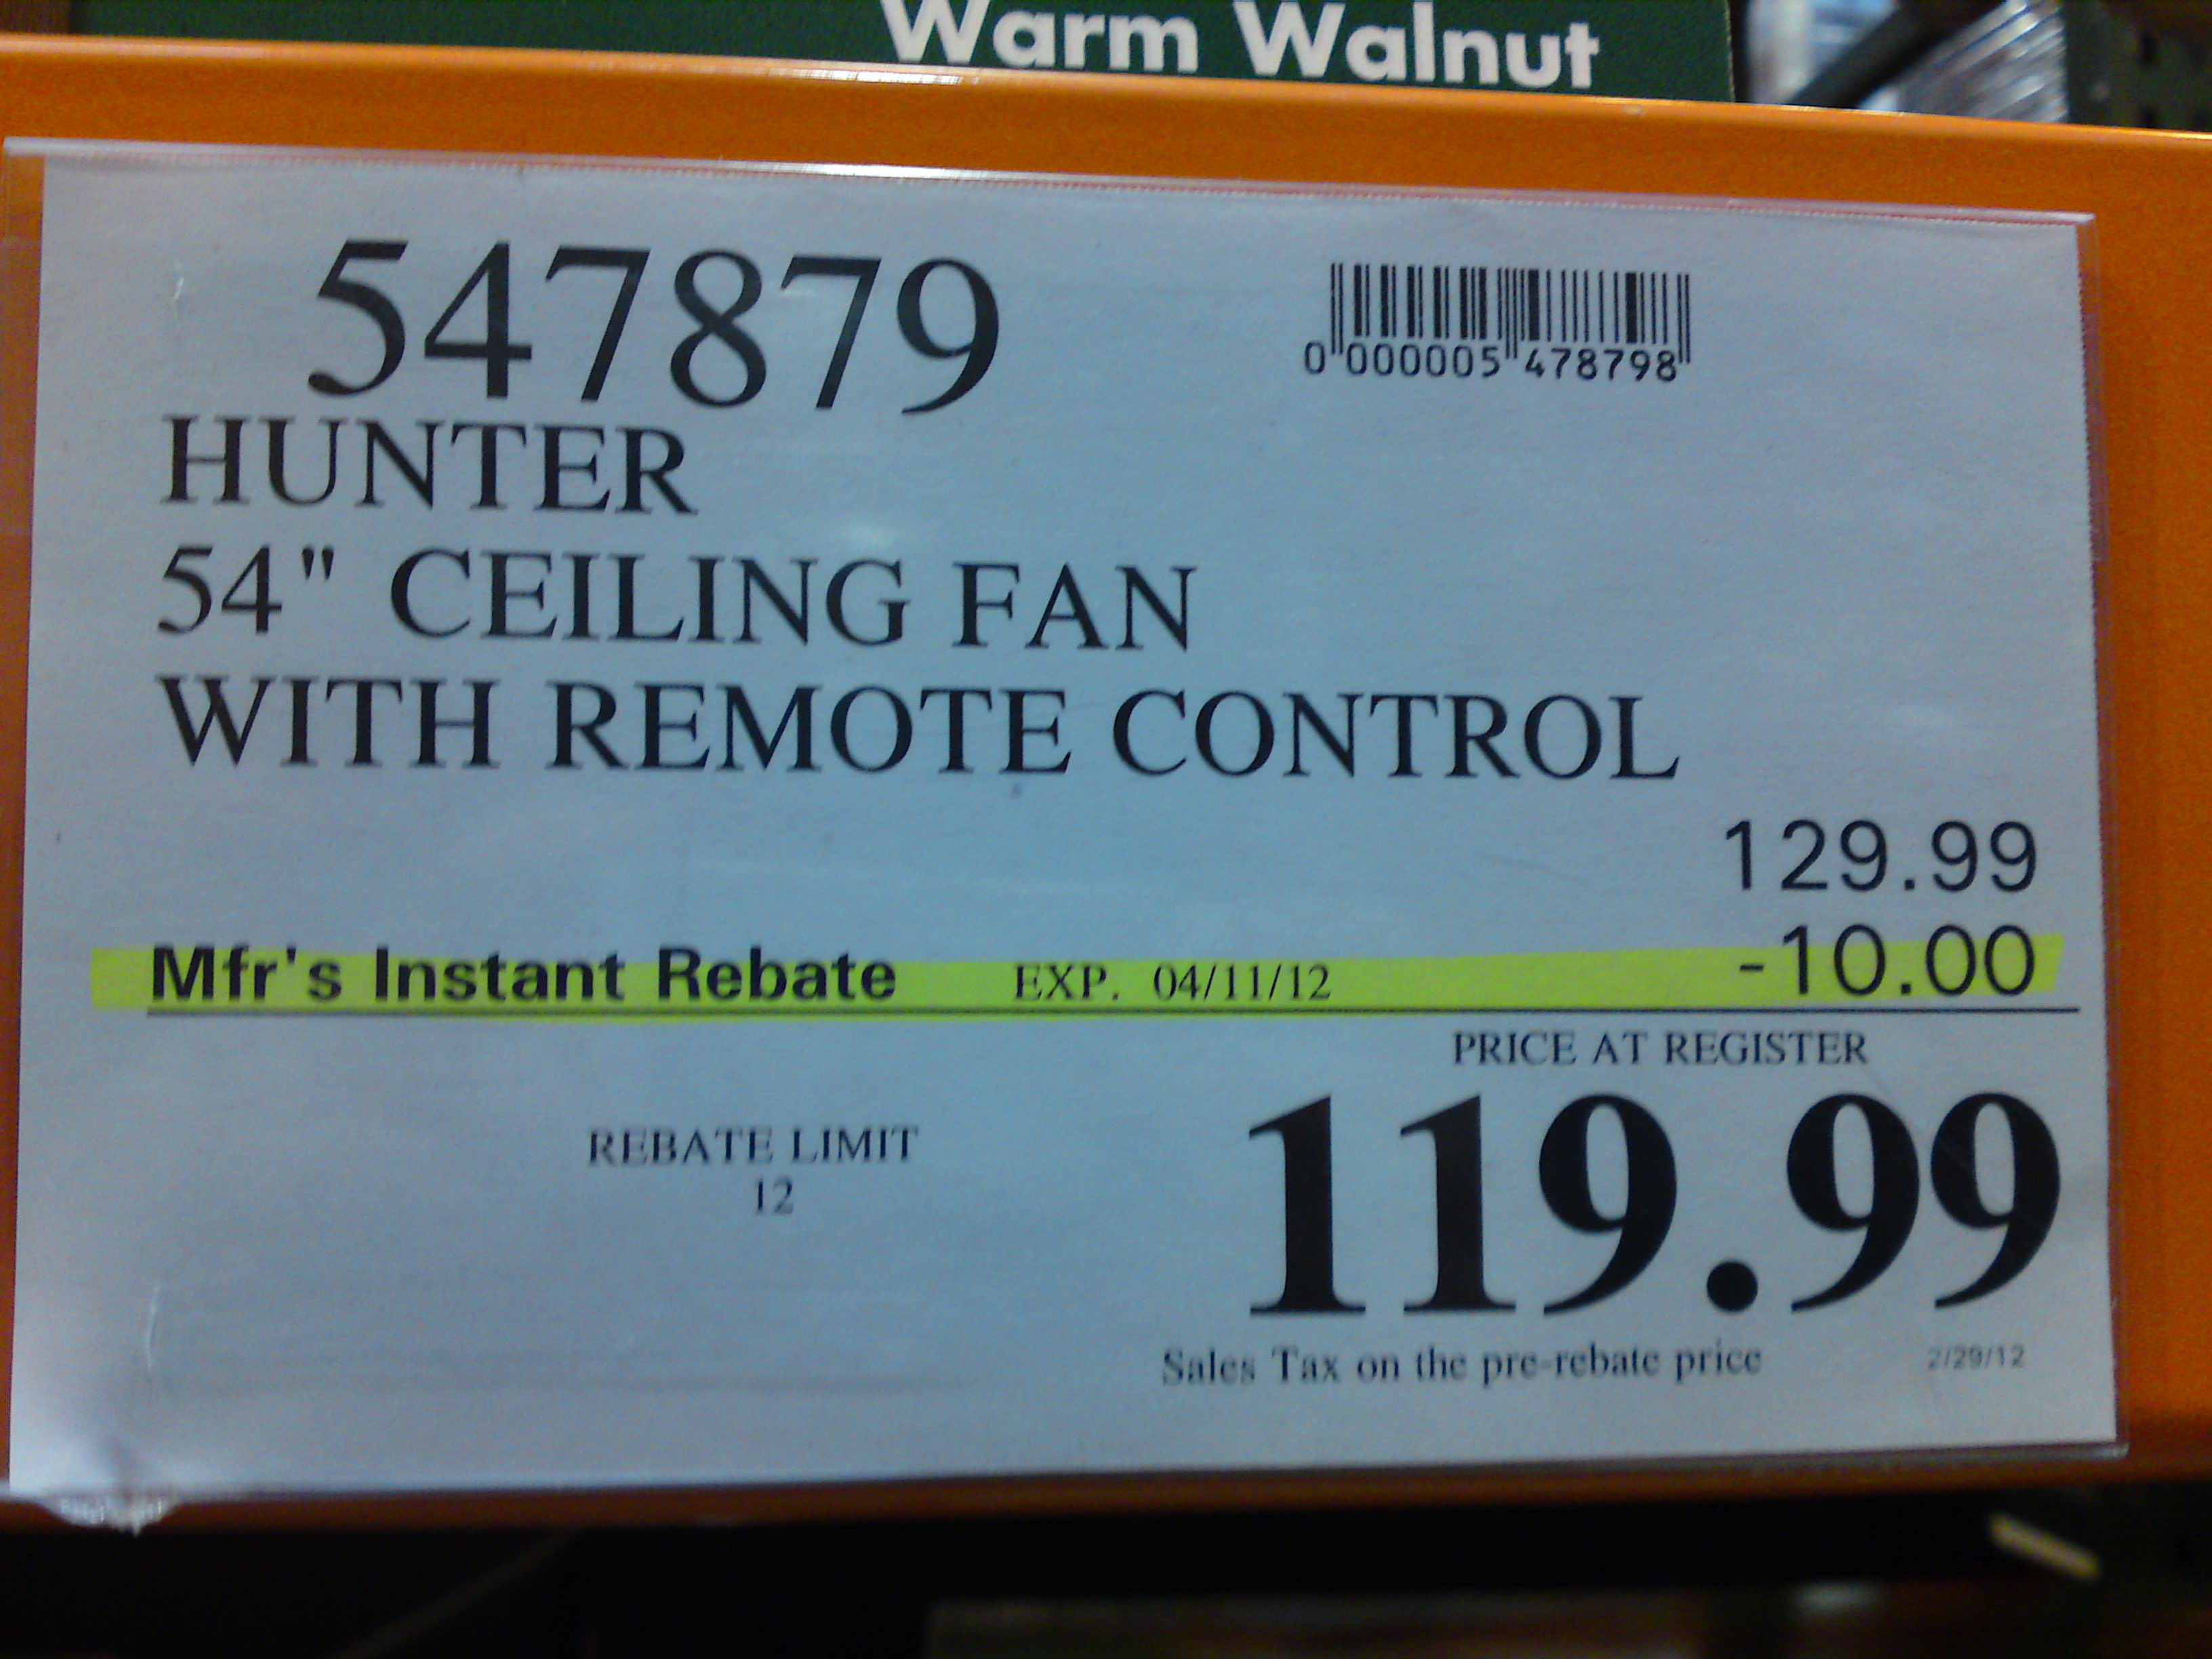 Warm Walnut
547879
0 000005 478798
HUNTER
54" CEILING FAN
WITH REMOTE CONTROL
129.99
Mfr's Instant Rebate EXP. 04/11/12 -10.00
PRICE AT REGISTER
119.99
REBATE LIMIT
12
Sales Tax on the pre-rebate price 2/29/12